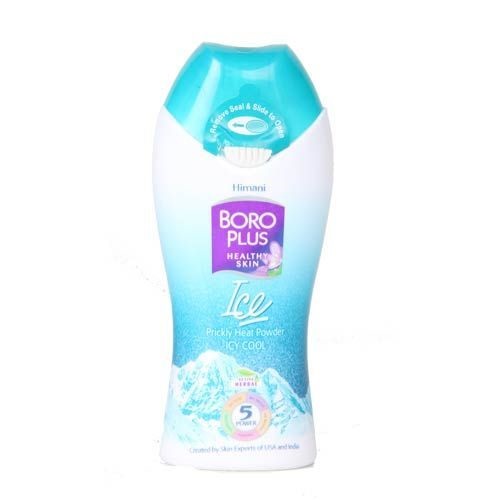 Remove Seal & Slide to Open
Himani
BORO
PLUS
HEALTHY
SKIN
Ice
Prickly Heat Powder
ICY COOL
ACTIVE
HERBAL
5
POWER
Created by Skin Experts of USA and India